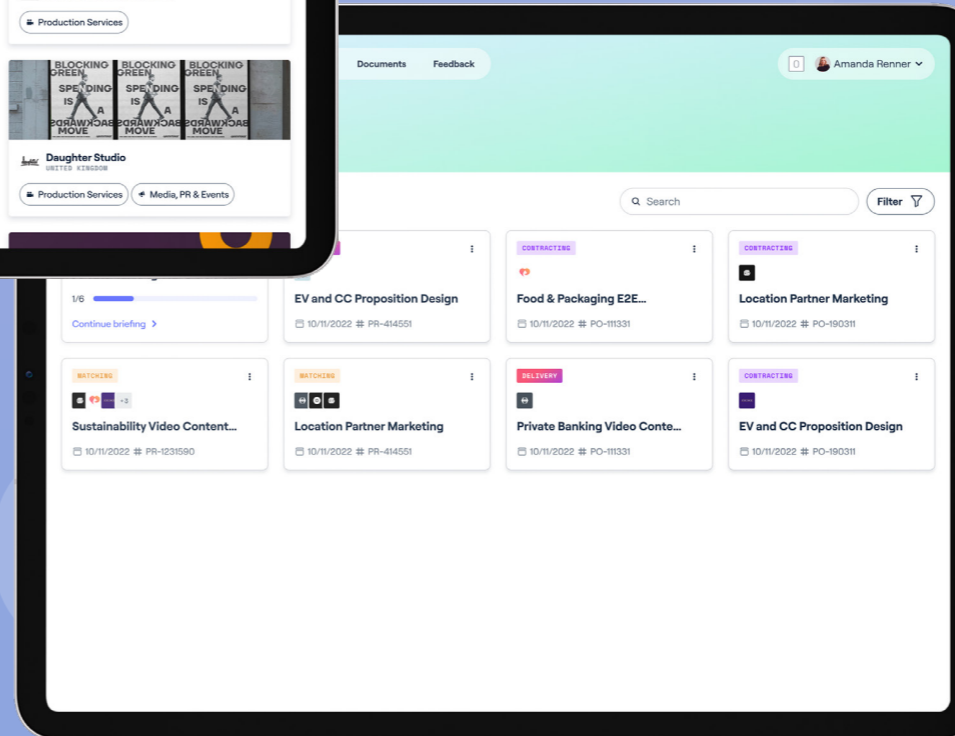 Production Services
BLOCKING BLOCKING BLOCKING
GREEN GREEN GREEN
SPENDING SPENDING SPENDING
IS IS IS
A A A
BACKWARDS BACKWARDS BACKWARDS
MOVE MOVE MOVE
Daughter Studio
UNITED KINGDOM
Production Services Media, PR & Events
Documents Feedback
0 Amanda Renner
Search
Filter
1/6
Continue briefing
EV and CC Proposition Design
10/11/2022 # PR-414551
CONTRACTING
Food & Packaging E2E...
10/11/2022 # PO-111331
CONTRACTING
Location Partner Marketing
10/11/2022 # PO-190311
MATCHING
+2
Sustainability Video Content...
10/11/2022 # PR-1231590
MATCHING
Location Partner Marketing
10/11/2022 # PR-414551
DELIVERY
Private Banking Video Conte...
10/11/2022 # PO-111331
CONTRACTING
EV and CC Proposition Design
10/11/2022 # PO-190311